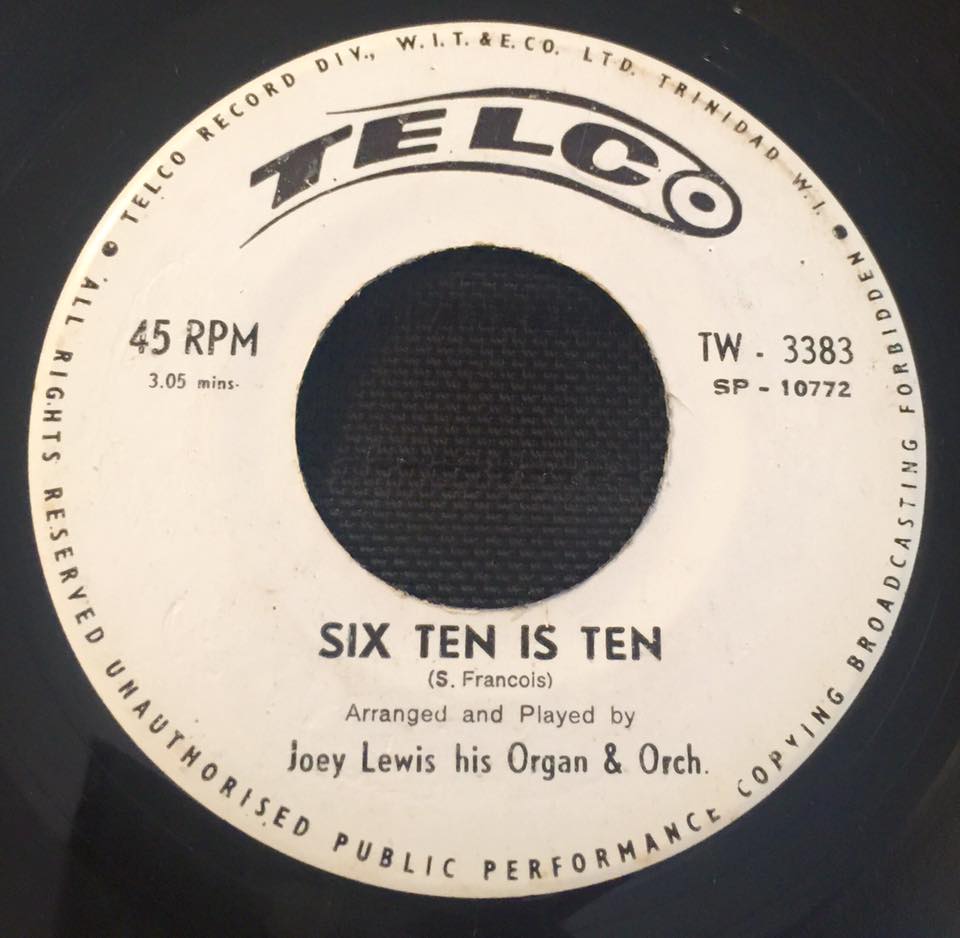 TELCO RECORD DIV., W.I.T. & E. CO. LTD. TRINIDAD W.I.
TELCO
45 RPM
3.05 mins.
TW . 3383
SP - 10772
SIX TEN IS TEN
(S. Francois)
Arranged and Played by
Joey Lewis his Organ & Orch.
ALL RIGHTS RESERVED UNAUTHORISED PUBLIC PERFORMANCE COPYING BROADCASTING FORBIDDEN